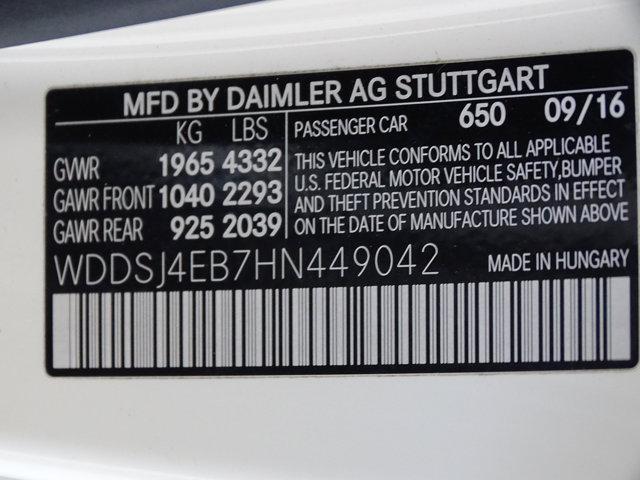 MFD BY DAIMLER AG STUTTGART
KG LBS
GVWR 1965 4332
GAWR FRONT 1040 2293
GAWR REAR 925 2039
PASSENGER CAR 650 09/16
THIS VEHICLE CONFORMS TO ALL APPLICABLE
U.S. FEDERAL MOTOR VEHICLE SAFETY,BUMPER
AND THEFT PREVENTION STANDARDS IN EFFECT
ON THE DATE OF MANUFACTURE SHOWN ABOVE
WDDSJ4EB7HN449042 MADE IN HUNGARY